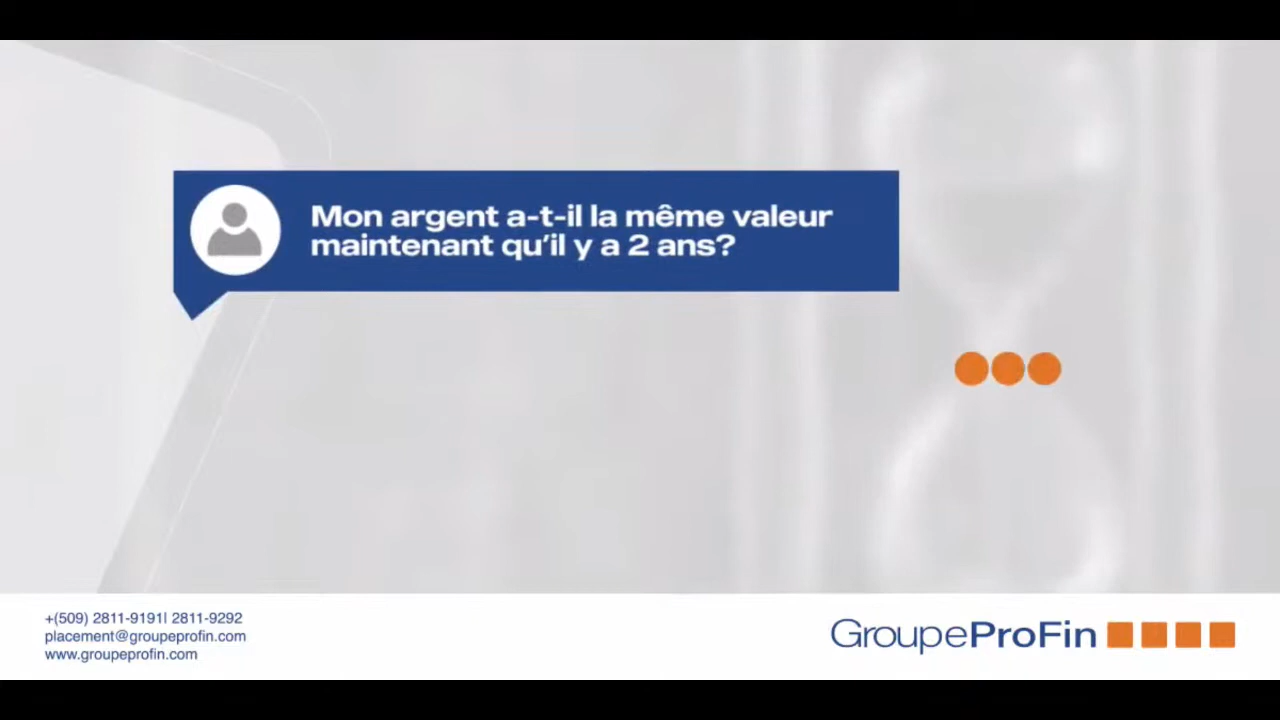 Mon argent a-t-il la même valeur
maintenant qu'il y a 2 ans?
+(509) 2811-9191| 2811-9292
placement@groupeprofin.com
www.groupeprofin.com
GroupeProFin